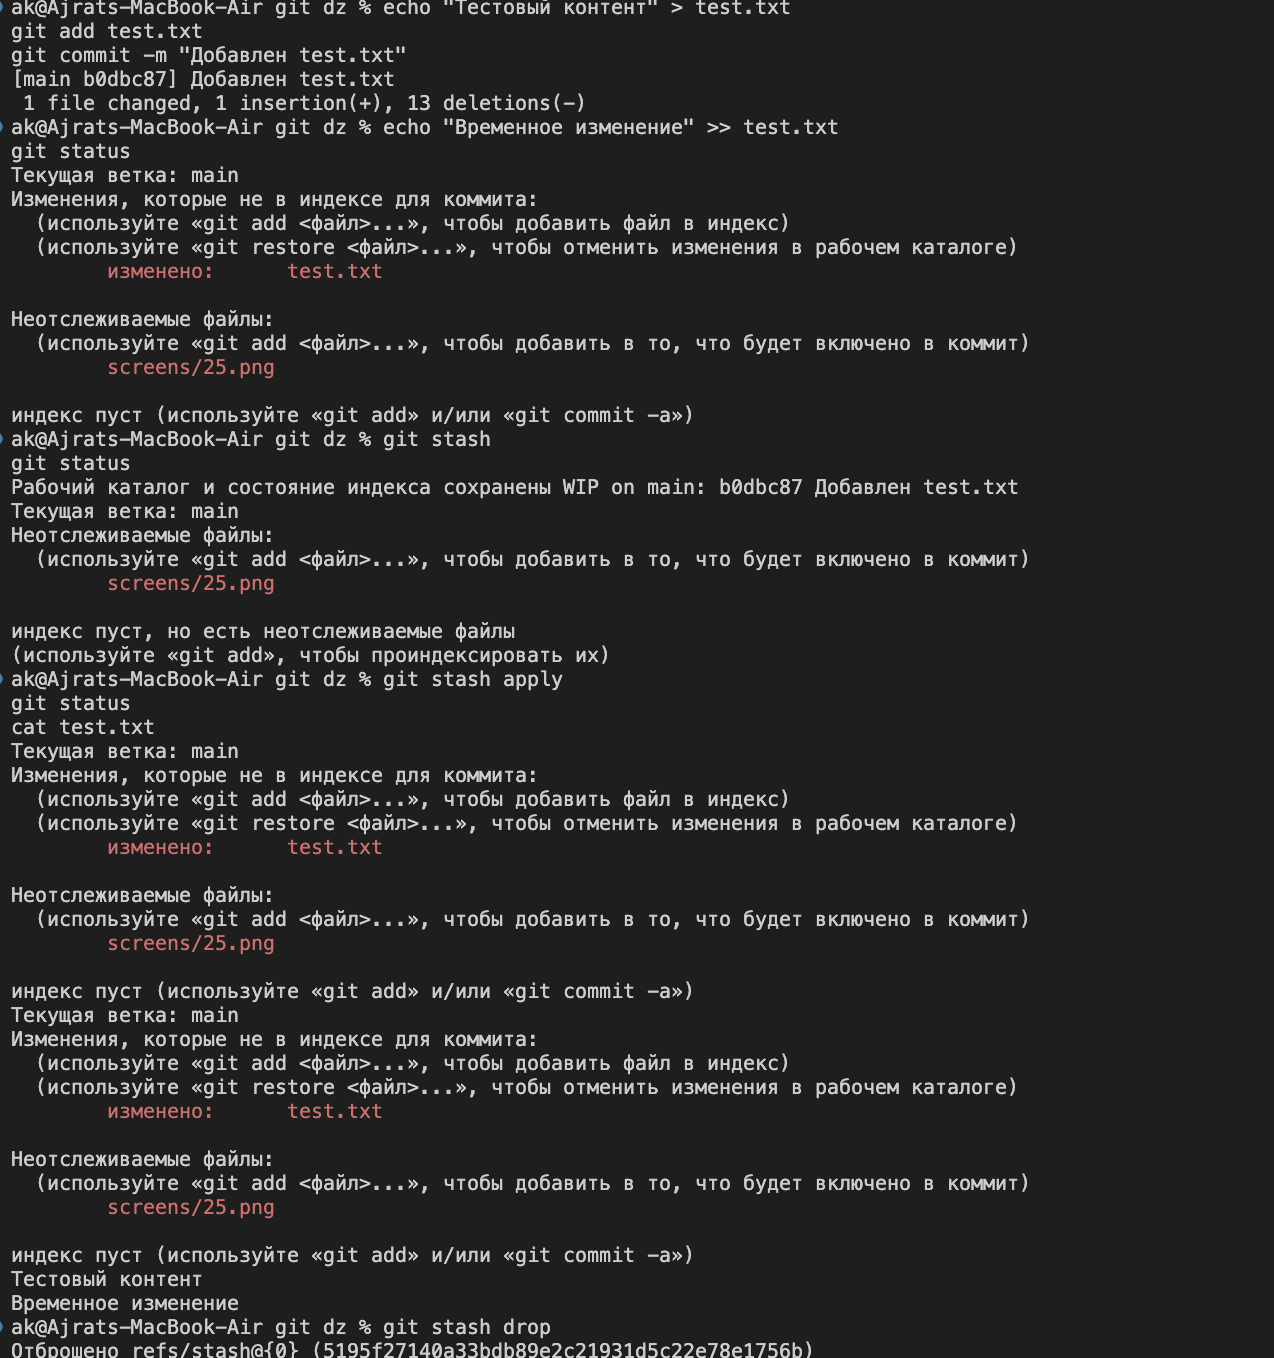 ak@Ajrats-MacBook-Air git dz % echo "Тестовый контент" > test.txt
git add test.txt
git commit -m "Добавлен test.txt"
[main b0dbc87] Добавлен test.txt
 1 file changed, 1 insertion(+), 13 deletions(-)
ak@Ajrats-MacBook-Air git dz % echo "Временное изменение" >> test.txt
git status
Текущая ветка: main
Изменения, которые не в индексе для коммита:
  (используйте «git add <файл>...», чтобы добавить файл в индекс)
  (используйте «git restore <файл>...», чтобы отменить изменения в рабочем каталоге)
        изменено:      test.txt
Неотслеживаемые файлы:
  (используйте «git add <файл>...», чтобы добавить в то, что будет включено в коммит)
        screens/25.png
индекс пуст (используйте «git add» и/или «git commit -a»)
ak@Ajrats-MacBook-Air git dz % git stash
git status
Рабочий каталог и состояние индекса сохранены WIP on main: b0dbc87 Добавлен test.txt
Текущая ветка: main
Неотслеживаемые файлы:
  (используйте «git add <файл>...», чтобы добавить в то, что будет включено в коммит)
        screens/25.png
индекс пуст, но есть неотслеживаемые файлы
(используйте «git add», чтобы проиндексировать их)
ak@Ajrats-MacBook-Air git dz % git stash apply
git status
cat test.txt
Текущая ветка: main
Изменения, которые не в индексе для коммита:
  (используйте «git add <файл>...», чтобы добавить файл в индекс)
  (используйте «git restore <файл>...», чтобы отменить изменения в рабочем каталоге)
        изменено:      test.txt
Неотслеживаемые файлы:
  (используйте «git add <файл>...», чтобы добавить в то, что будет включено в коммит)
        screens/25.png
индекс пуст (используйте «git add» и/или «git commit -a»)
Текущая ветка: main
Изменения, которые не в индексе для коммита:
  (используйте «git add <файл>...», чтобы добавить файл в индекс)
  (используйте «git restore <файл>...», чтобы отменить изменения в рабочем каталоге)
        изменено:      test.txt
Неотслеживаемые файлы:
  (используйте «git add <файл>...», чтобы добавить в то, что будет включено в коммит)
        screens/25.png
индекс пуст (используйте «git add» и/или «git commit -a»)
Тестовый контент
Временное изменение
ak@Ajrats-MacBook-Air git dz % git stash drop
Отброшено refs/stash@{0} (5195f27140a33bdb89e2c21931d5c22e78e1756b)